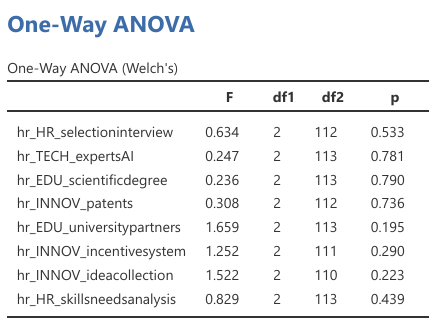 One-Way ANOVA
One-Way ANOVA (Welch's)
F df1 df2 p
hr_HR_selectioninterview 0.634 2 112 0.533
hr_TECH_expertsAI 0.247 2 113 0.781
hr_EDU_scientificdegree 0.236 2 113 0.790
hr_INNOV_patents 0.308 2 112 0.736
hr_EDU_universitypartners 1.659 2 113 0.195
hr_INNOV_incentivesystem 1.252 2 111 0.290
hr_INNOV_ideacollection 1.522 2 110 0.223
hr_HR_skillsneedsanalysis 0.829 2 113 0.439